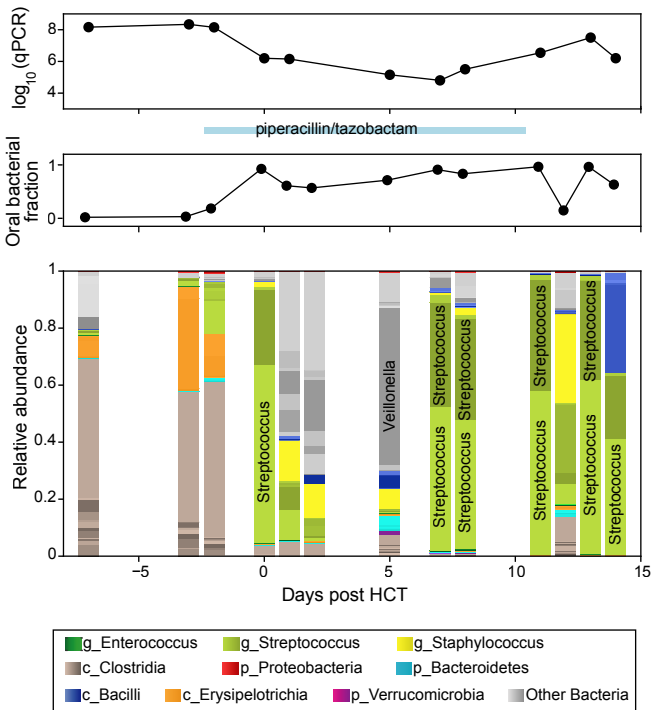 log10 (qPCR)
8
6
4
piperacillin/tazobactam
Oral bacterial
fraction
1
0
Relative abundance
1
0.8
0.6
0.4
0.2
0
Streptococcus
Veillonella
Streptococcus
Streptococcus
Streptococcus
Streptococcus
Streptococcus
Streptococcus
Streptococcus
Streptococcus
−5 0 5 10 15
Days post HCT
g_Enterococcus g_Streptococcus g_Staphylococcus
c_Clostridia p_Proteobacteria p_Bacteroidetes
c_Bacilli c_Erysipelotrichia p_Verrucomicrobia Other Bacteria